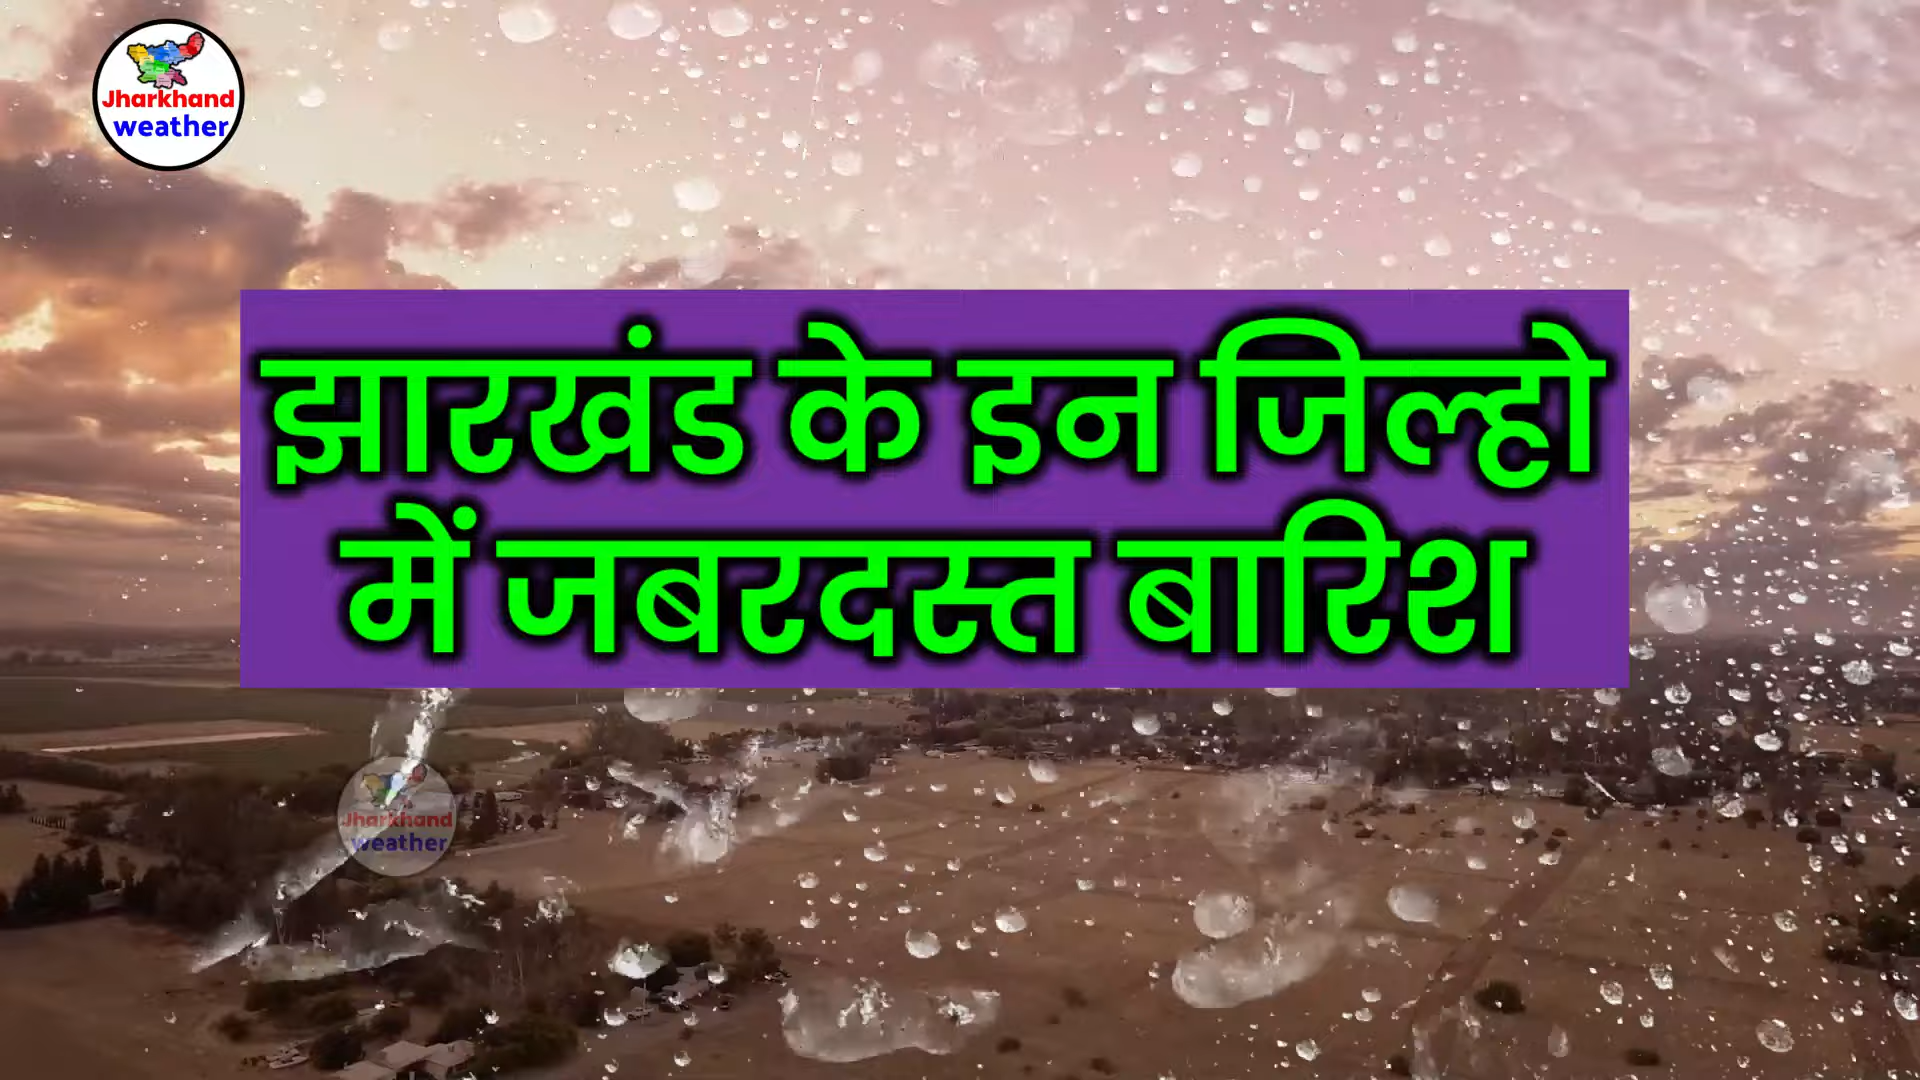 Jharkhand
weather
झारखंड के इन जिल्हो
में जबरदस्त बारिश
Jharkhand
weather